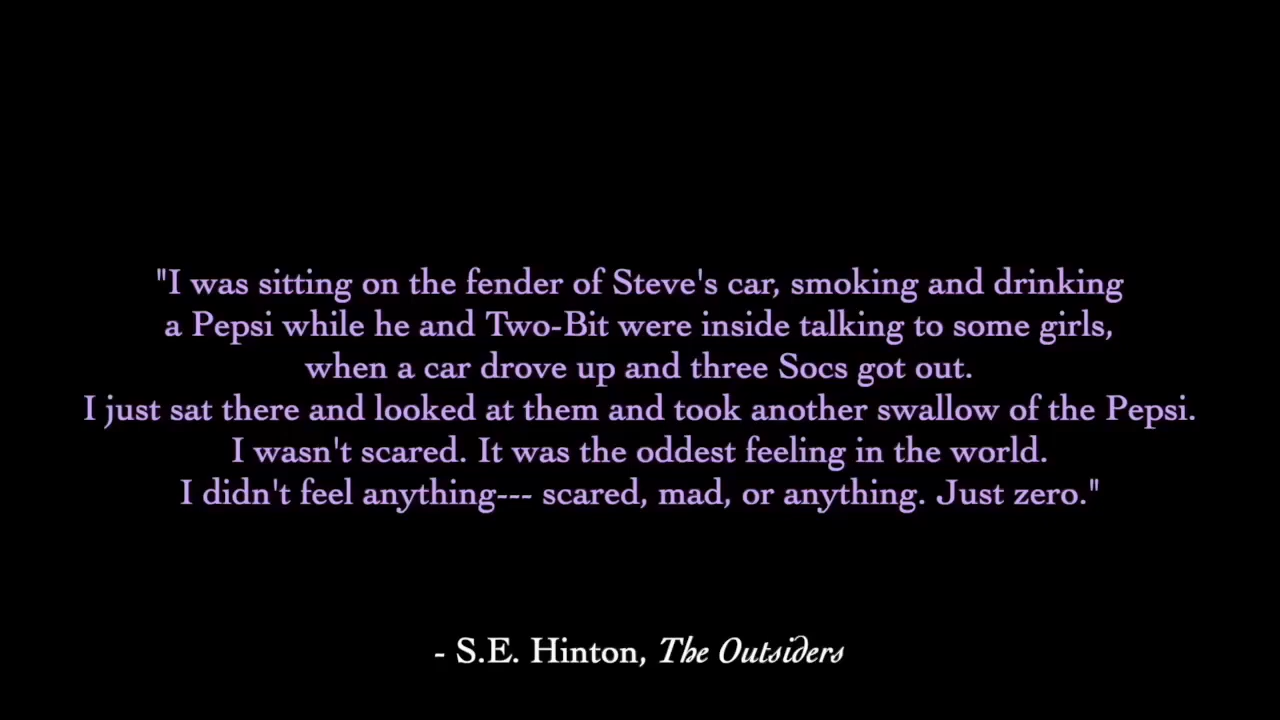 "I was sitting on the fender of Steve's car, smoking and drinking
a Pepsi while he and Two-Bit were inside talking to some girls,
when a car drove up and three Socs got out.
I just sat there and looked at them and took another swallow of the Pepsi.
I wasn't scared. It was the oddest feeling in the world.
I didn't feel anything--- scared, mad, or anything. Just zero."
- S.E. Hinton, The Outsiders